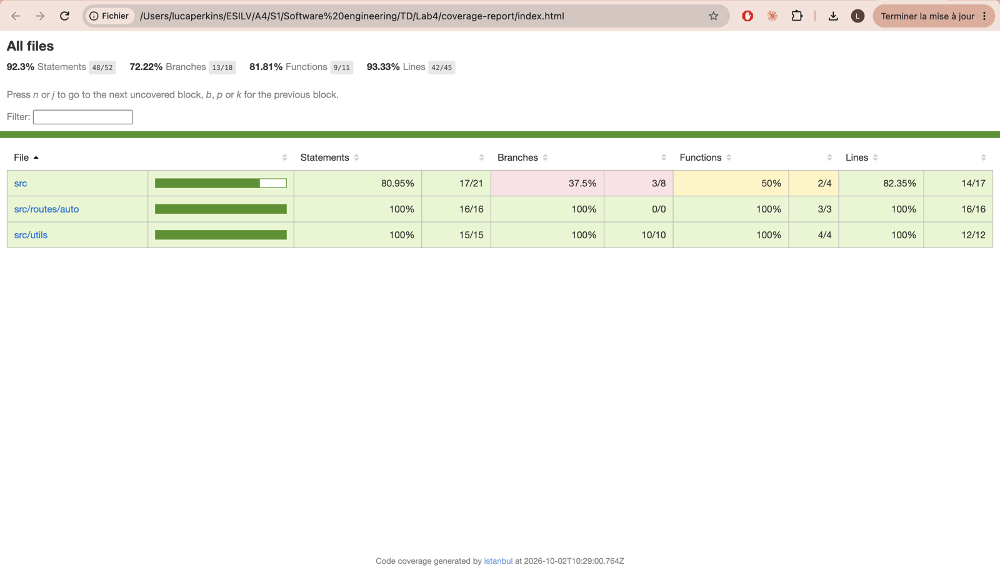 Fichier /Users/lucaperkins/ESILV/A4/S1/Software%20engineering/TD/Lab4/coverage-report/index.html L Terminer la mise à jour
All files
92.3% Statements 48/52 72.22% Branches 13/18 81.81% Functions 9/11 93.33% Lines 42/45
Press n or j to go to the next uncovered block, b, p or k for the previous block.
Filter:
File Statements Branches Functions Lines
src 80.95% 17/21 37.5% 3/8 50% 2/4 82.35% 14/17
src/routes/auto 100% 16/16 100% 0/0 100% 3/3 100% 16/16
src/utils 100% 15/15 100% 10/10 100% 4/4 100% 12/12
Code coverage generated by istanbul at 2026-10-02T10:29:00.764Z